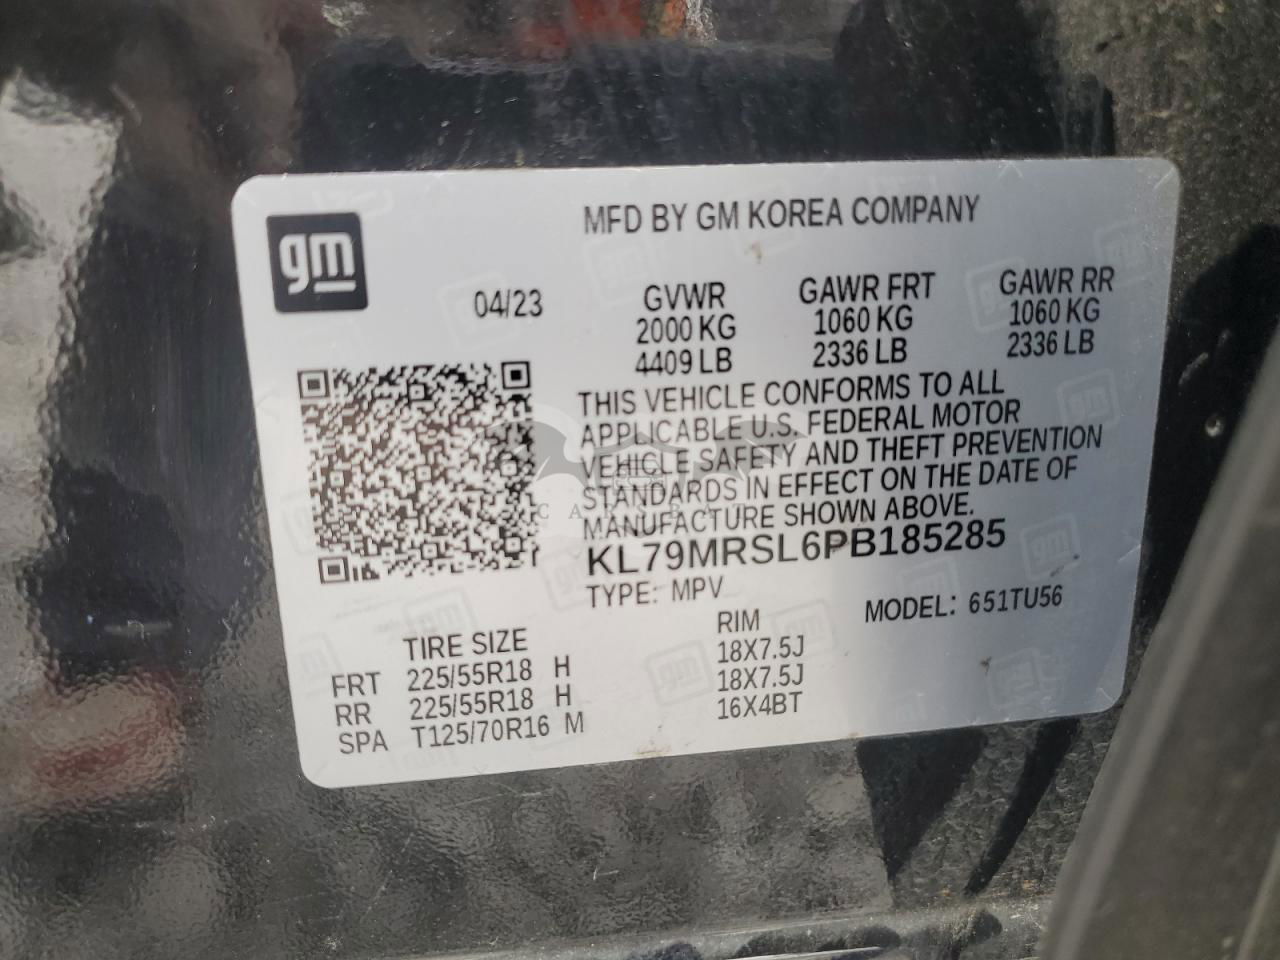 gm
MFD BY GM KOREA COMPANY
04/23
GVWR GAWR FRT GAWR RR
2000 KG 1060 KG 1060 KG
4409 LB 2336 LB 2336 LB
THIS VEHICLE CONFORMS TO ALL
APPLICABLE U.S. FEDERAL MOTOR
VEHICLE SAFETY AND THEFT PREVENTION
STANDARDS IN EFFECT ON THE DATE OF
MANUFACTURE SHOWN ABOVE.
KL79MRSL6PB185285
TYPE: MPV MODEL: 651TU56
TIRE SIZE RIM
FRT 225/55R18 H 18X7.5J
RR 225/55R18 H 18X7.5J
SPA T125/70R16 M 16X4BT